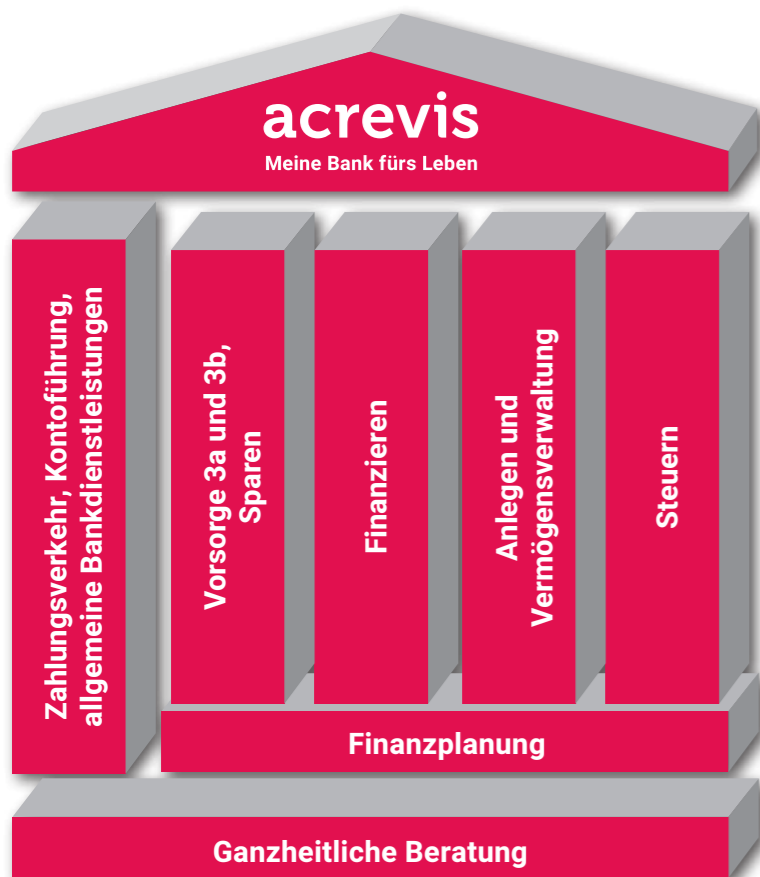 acrevis
Meine Bank fürs Leben
Zahlungsverkehr, Kontoführung,
allgemeine Bankdienstleistungen
Vorsorge 3a und 3b,
Sparen
Finanzieren
Anlegen und
Vermögensverwaltung
Steuern
Finanzplanung
Ganzheitliche Beratung